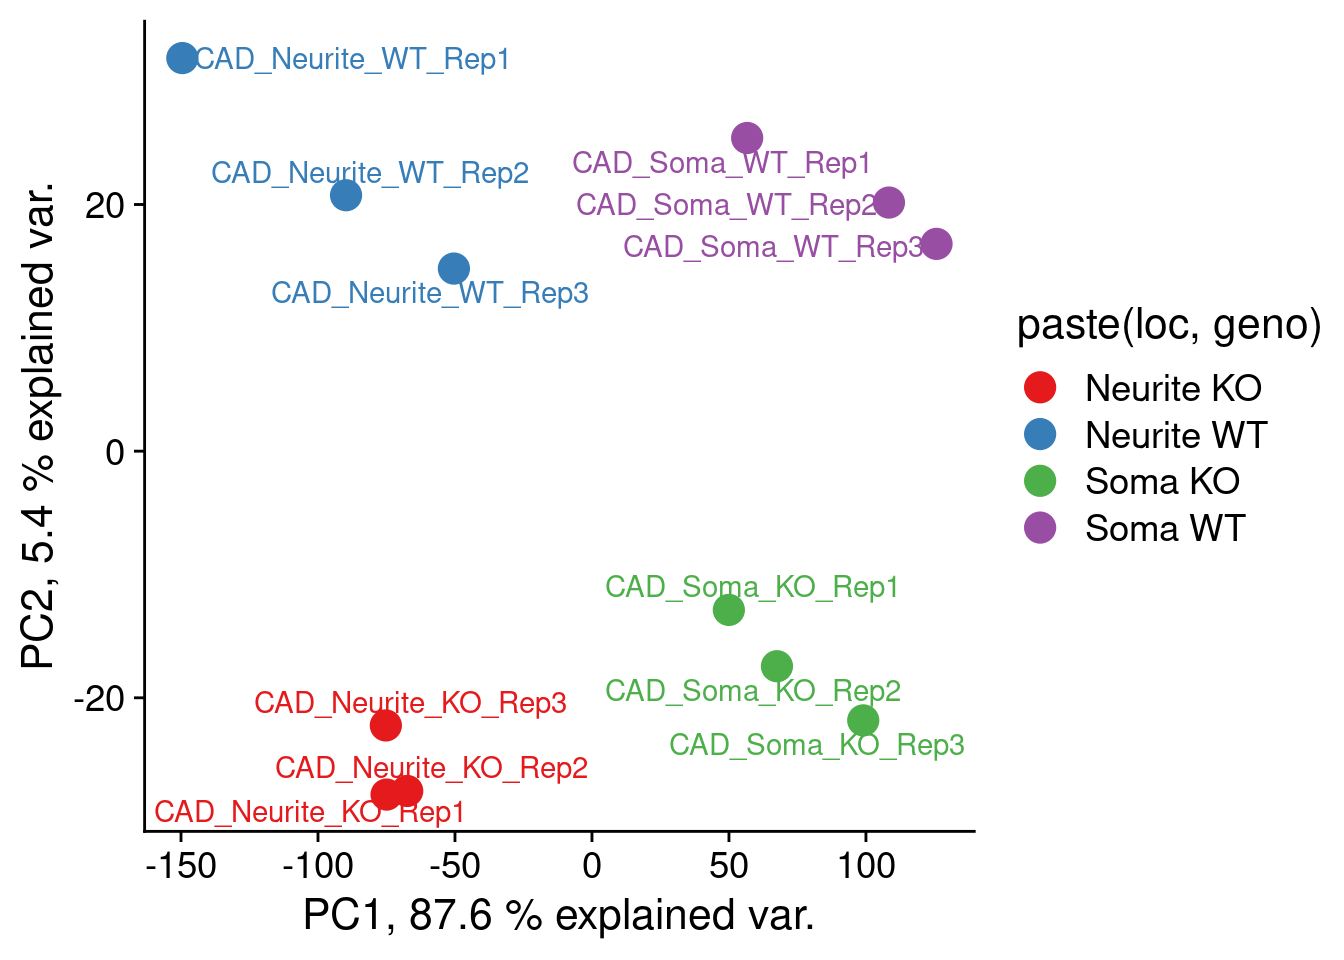 CAD_Neurite_WT_Rep1
CAD_Soma_WT_Rep1
CAD_Neurite_WT_Rep2
CAD_Soma_WT_Rep2
CAD_Soma_WT_Rep3
CAD_Neurite_WT_Rep3
CAD_Soma_KO_Rep1
CAD_Soma_KO_Rep2
CAD_Neurite_KO_Rep3
CAD_Soma_KO_Rep3
CAD_Neurite_KO_Rep2
CAD_Neurite_KO_Rep1
20
0
-20
PC2, 5.4 % explained var.
-150 -100 -50 0 50 100
PC1, 87.6 % explained var.
paste(loc, geno)
Neurite KO
Neurite WT
Soma KO
Soma WT